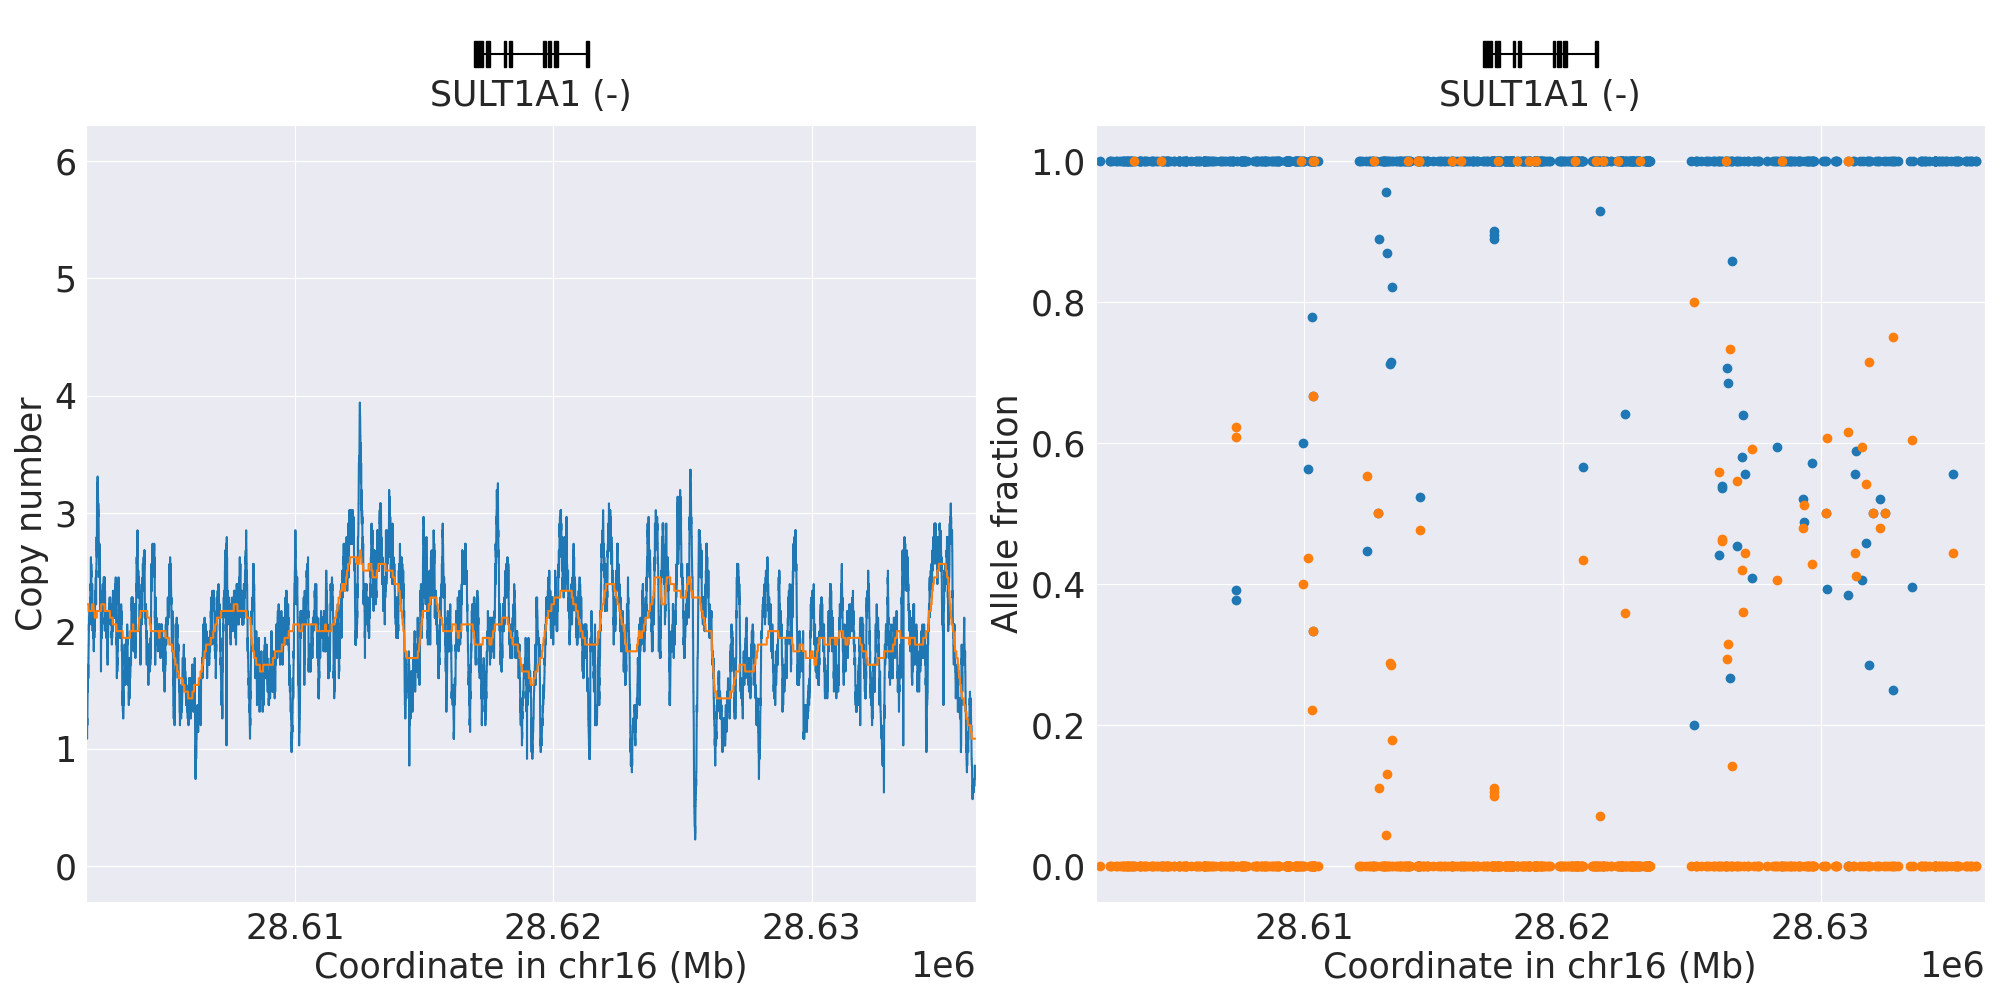 SULT1A1 (-)
6
5
4
3
2
1
0
Copy number
28.61
28.62
28.63
Coordinate in chr16 (Mb)
1e6
SULT1A1 (-)
1.0
0.8
0.6
0.4
0.2
0.0
Allele fraction
28.61
28.62
28.63
Coordinate in chr16 (Mb)
1e6